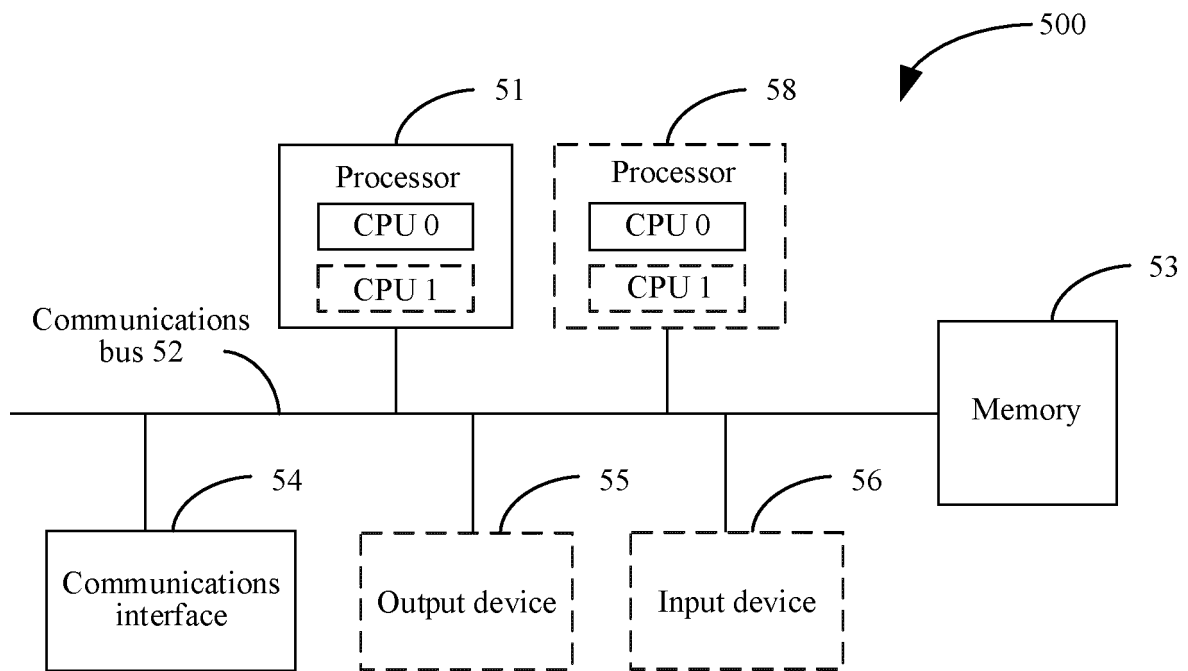 500
51
58
Processor
Processor
CPU 0
CPU 0
CPU 1
CPU 1
53
Communications
bus 52
Memory
54
55
56
Communications
interface
Output device
Input device